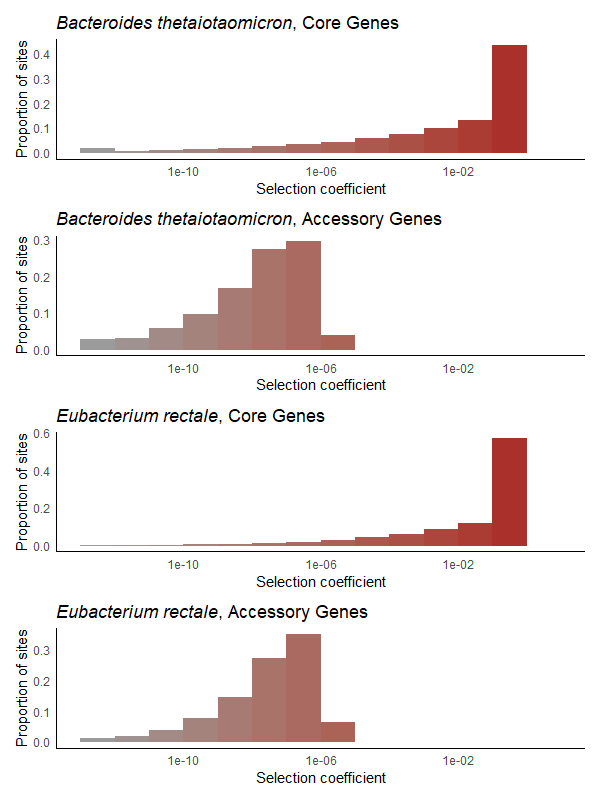 Bacteroides thetaiotaomicron, Core Genes
Proportion of sites
0.4
0.3
0.2
0.1
0.0
1e-10 1e-06 1e-02
Selection coefficient
Bacteroides thetaiotaomicron, Accessory Genes
Proportion of sites
0.3
0.2
0.1
0.0
1e-10 1e-06 1e-02
Selection coefficient
Eubacterium rectale, Core Genes
Proportion of sites
0.6
0.4
0.2
0.0
1e-10 1e-06 1e-02
Selection coefficient
Eubacterium rectale, Accessory Genes
Proportion of sites
0.3
0.2
0.1
0.0
1e-10 1e-06 1e-02
Selection coefficient